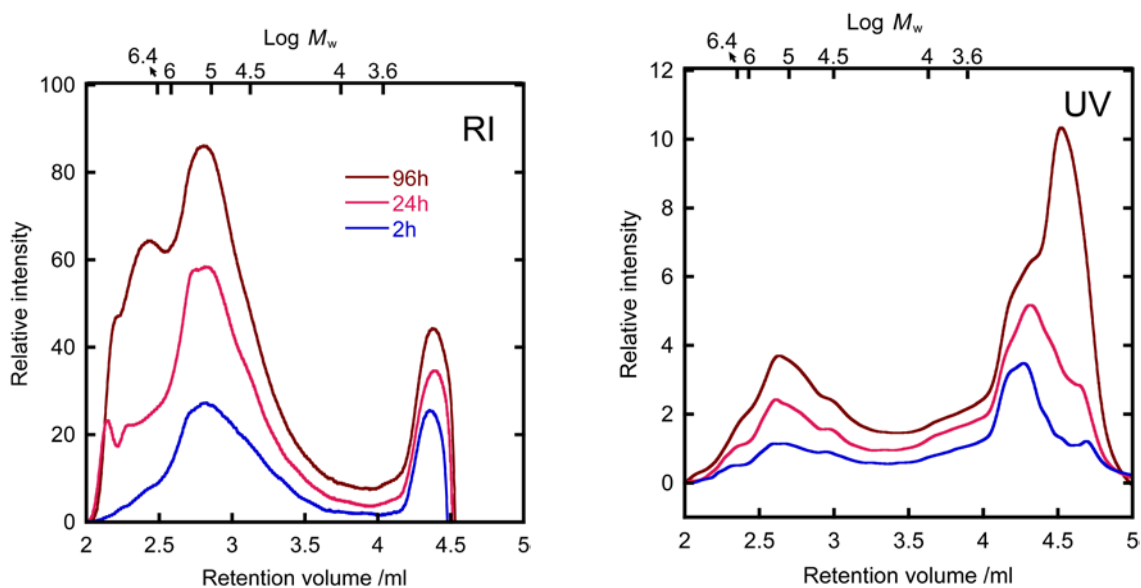 Log Mw
6.4 6 5 4.5 4 3.6
100
80
60
40
20
0
RI
96h
24h
2h
Relative intensity
2 2.5 3 3.5 4 4.5 5
Retention volume /ml
Log Mw
6.4 6 5 4.5 4 3.6
12
10
8
6
4
2
0
UV
Relative intensity
2 2.5 3 3.5 4 4.5 5
Retention volume /ml